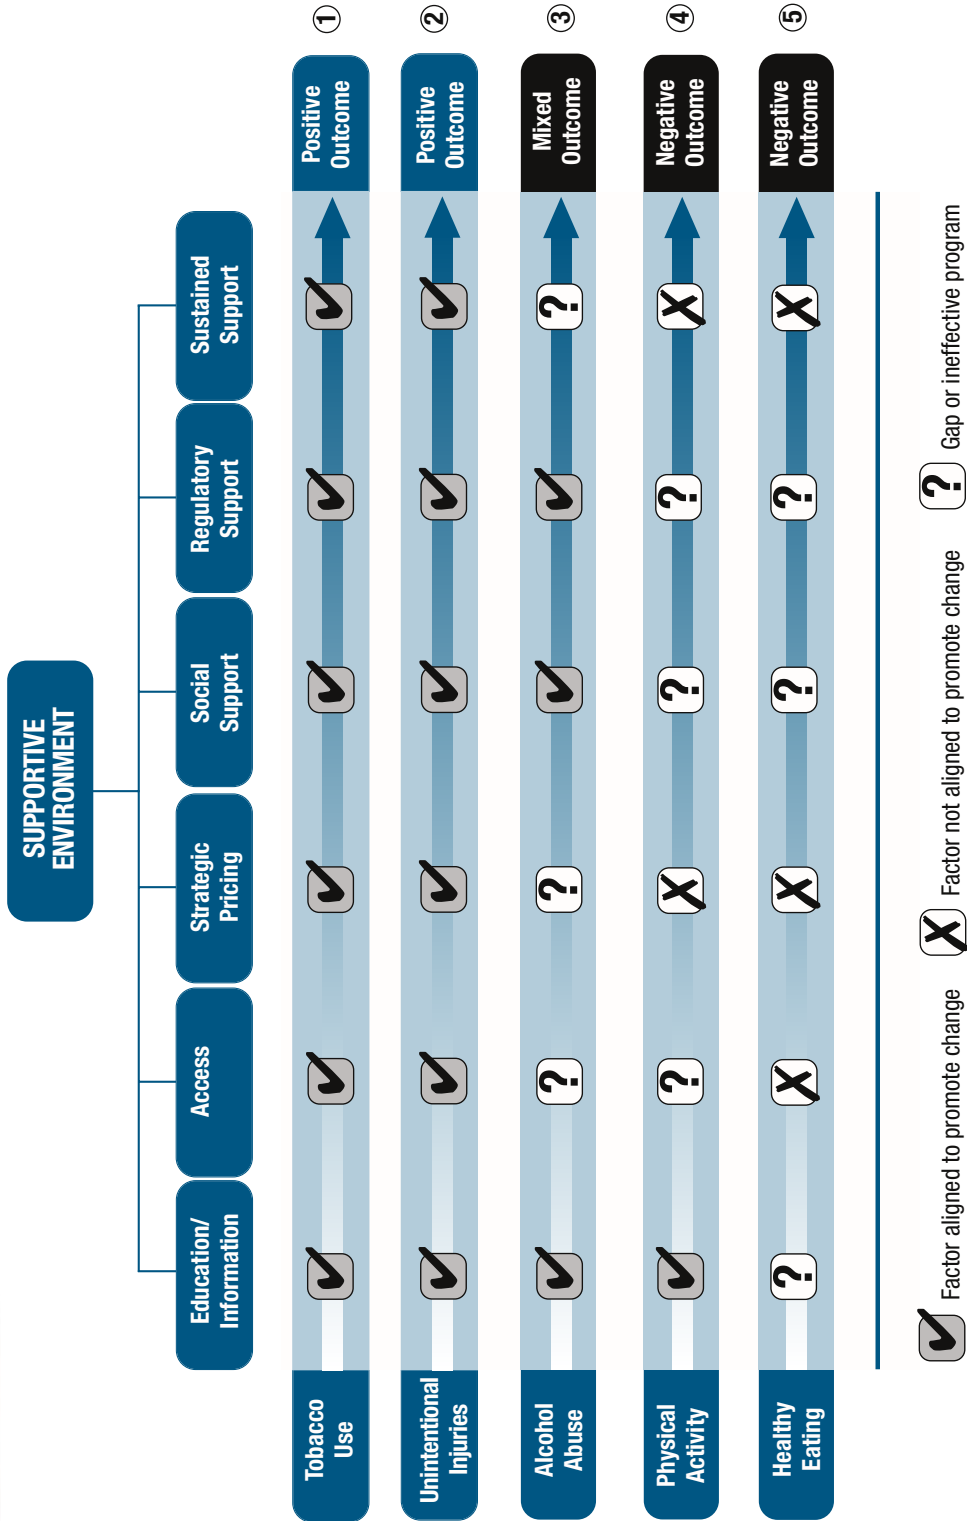 SUPPORTIVE
ENVIRONMENT
Education/
Information
Access
Strategic
Pricing
Social
Support
Regulatory
Support
Sustained
Support
Tobacco
Use
Positive
Outcome
①
Unintentional
Injuries
Positive
Outcome
②
Alcohol
Abuse
?
?
?
Mixed
Outcome
③
Physical
Activity
?
?
?
Negative
Outcome
④
Healthy
Eating
?
?
?
Negative
Outcome
⑤
Factor aligned to promote change
Factor not aligned to promote change
? Gap or ineffective program